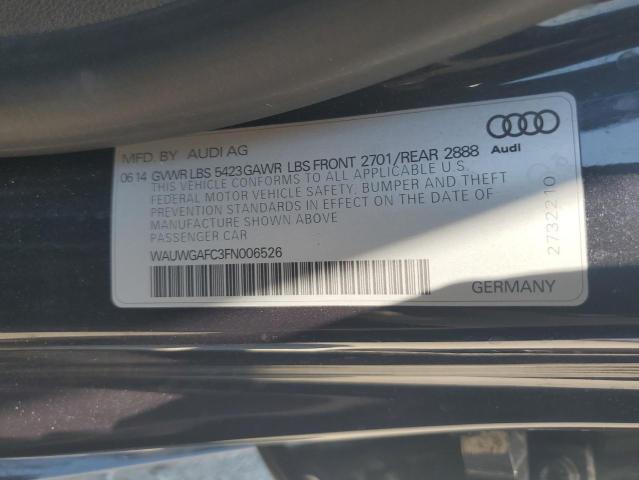 MFD. BY AUDI AG
Audi
06 14 GVWR LBS 5423 GAWR LBS FRONT 2701/REAR 2888
THIS VEHICLE CONFORMS TO ALL APPLICABLE U.S.
FEDERAL MOTOR VEHICLE SAFETY, BUMPER AND THEFT
PREVENTION STANDARDS IN EFFECT ON THE DATE OF
MANUFACTURE SHOWN ABOVE
PASSENGER CAR
WAUWGAFC3FN006526
GERMANY
2732210